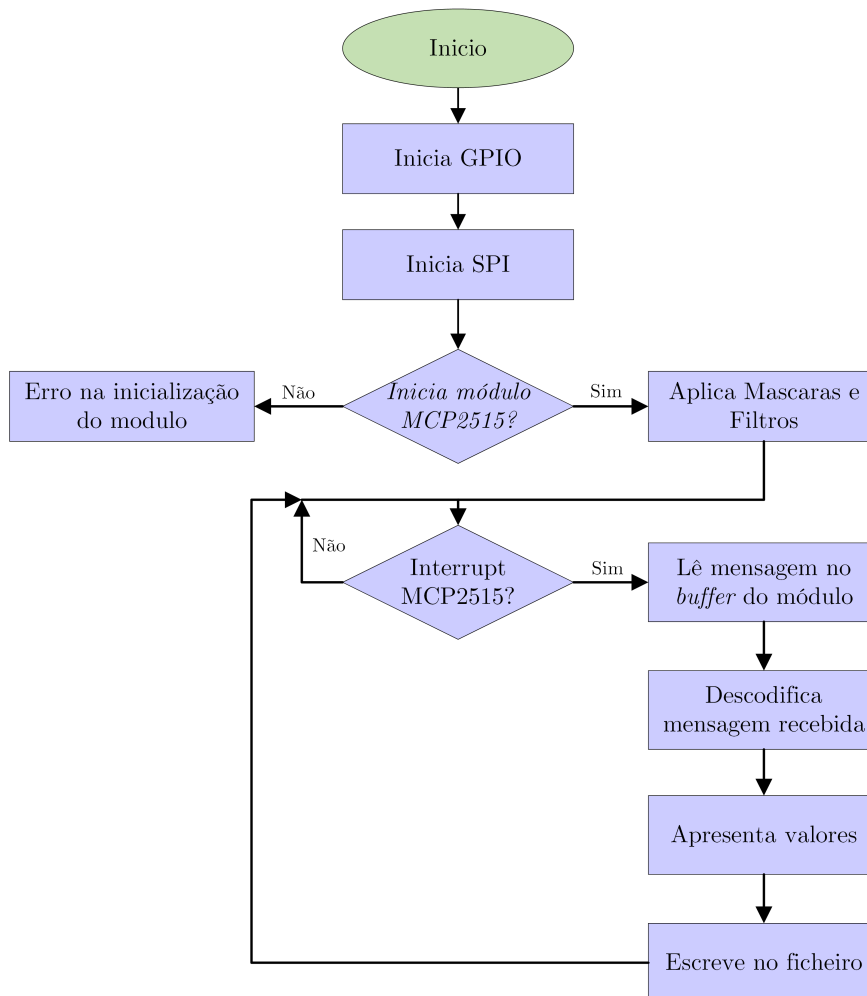 Inicio
Inicia GPIO
Inicia SPI
Erro na inicialização
do modulo
Não
Inicia módulo
MCP2515?
Sim
Aplica Mascaras e
Filtros
Não
Interrupt
MCP2515?
Sim
Lê mensagem no
buffer do módulo
Descodifica
mensagem recebida
Apresenta valores
Escreve no ficheiro